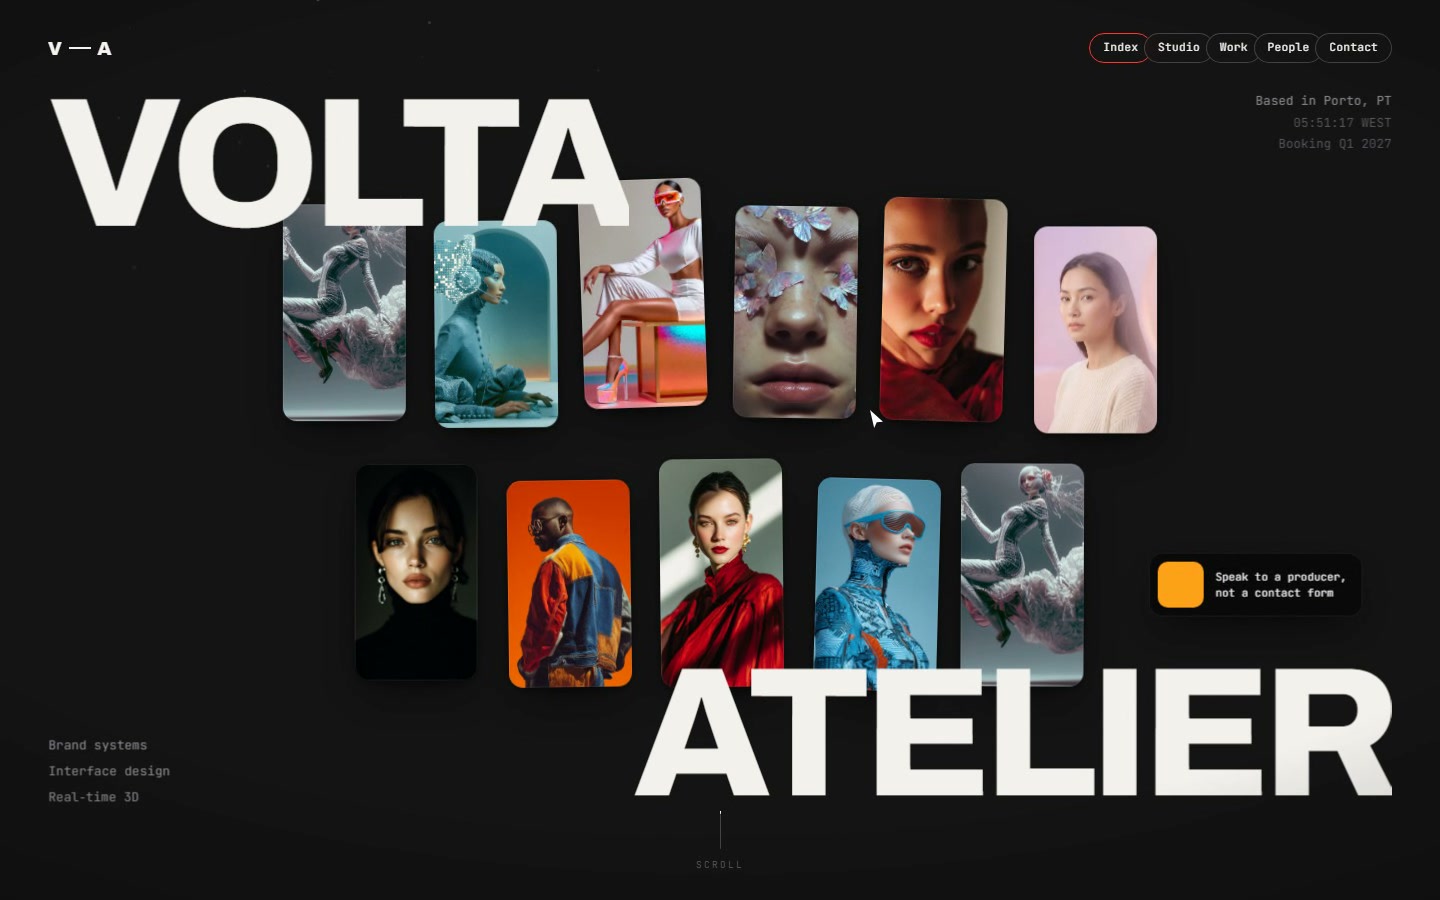 V — A
Index
Studio
Work
People
Contact
Based in Porto, PT
05:51:17 WEST
Booking Q1 2027
VOLTA
Speak to a producer,
not a contact form
ATELIER
Brand systems
Interface design
Real-time 3D
SCROLL